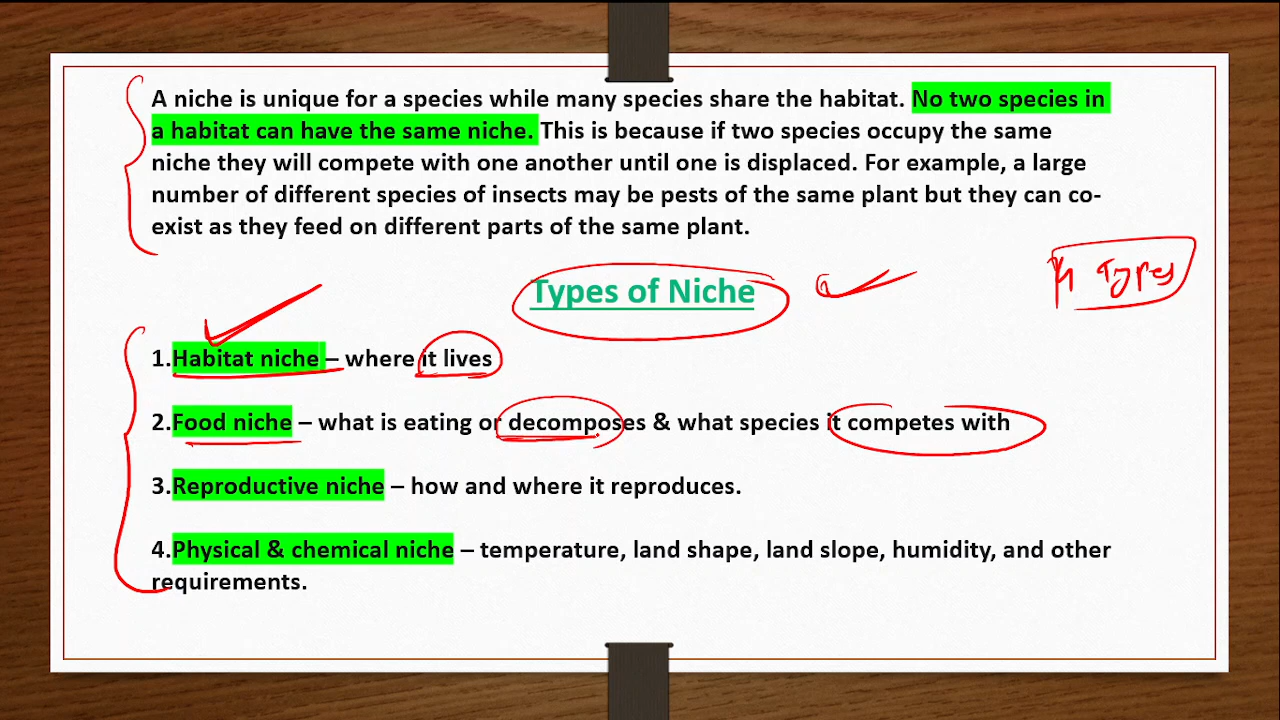 A niche is unique for a species while many species share the habitat. No two species in
a habitat can have the same niche. This is because if two species occupy the same
niche they will compete with one another until one is displaced. For example, a large
number of different species of insects may be pests of the same plant but they can co-
exist as they feed on different parts of the same plant.
4 Types
Types of Niche
1.Habitat niche – where it lives
2.Food niche – what is eating or decomposes & what species it competes with
3.Reproductive niche – how and where it reproduces.
4.Physical & chemical niche – temperature, land shape, land slope, humidity, and other
requirements.